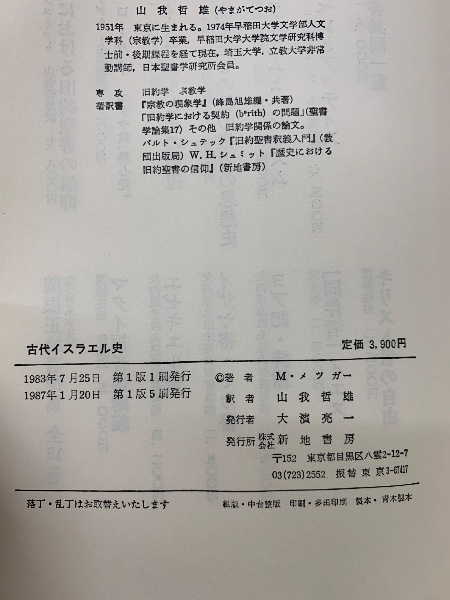 山我哲雄（やまがてつお）
1951年 東京に生まれる。1974年早稲田大学文学部人文
学科（宗教学）卒業，早稲田大学大学院文学研究科博
士前・後期課程を経て現在，埼玉大学，立教大学非常
勤講師，日本聖書学研究所会員。
専攻 旧約学 宗教学
著訳書 『宗教の現象学』（峰島旭雄編・共著）
「旧約学における契約（bᵉrith）の問題」（聖書
学論集17）その他 旧約学関係の論文。
バルト・シュテック『旧約聖書釈義入門』（教
団出版局）W.H.シュミット『歴史における
旧約聖書の信仰』（新地書房）
古代イスラエル史
定価 3,900円
1983年7月25日 第1版1刷発行
1987年1月20日 第1版5刷発行
©著者 M・メツガー
訳者 山我哲雄
発行者 大濱亮一
発行所 株式会社 新地書房
〒152 東京都目黒区八雲2-12-7
03(723)2552 振替 東京 3-67417
落丁・乱丁はお取替えいたします
組版・中台整版 印刷・多田印刷 製本・青木製本